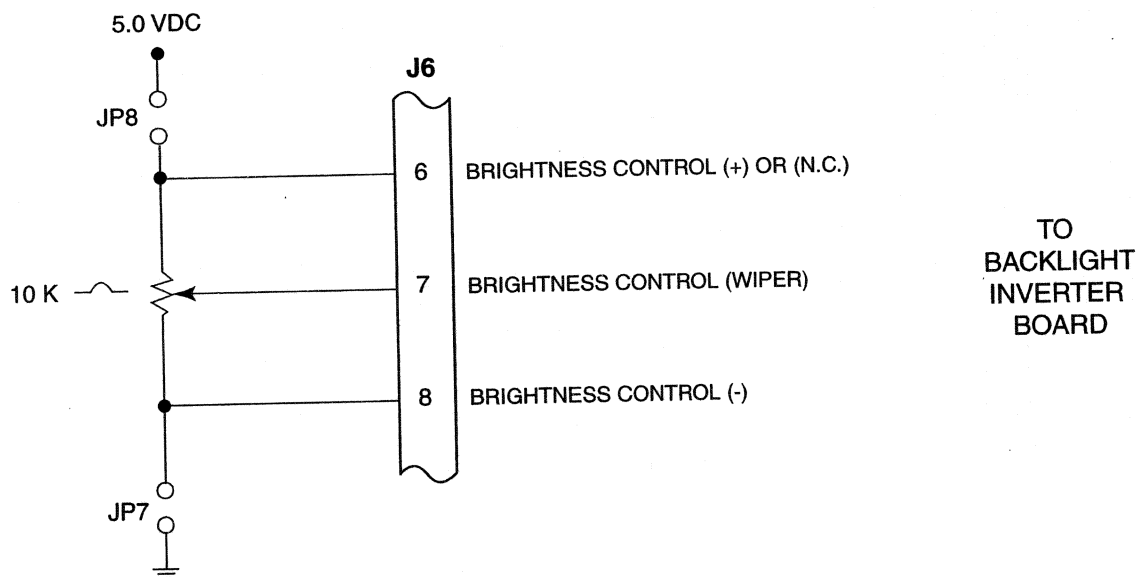 5.0 VDC
J6
JP8
6 BRIGHTNESS CONTROL (+) OR (N.C.)
TO
BACKLIGHT
INVERTER
BOARD
10 K
7 BRIGHTNESS CONTROL (WIPER)
8 BRIGHTNESS CONTROL (-)
JP7